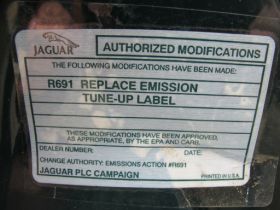 JAGUAR
AUTHORIZED MODIFICATIONS
THE FOLLOWING MODIFICATIONS HAVE BEEN MADE:
R691 REPLACE EMISSION
TUNE-UP LABEL
THESE MODIFICATIONS HAVE BEEN APPROVED,
AS APPROPRIATE, BY THE EPA AND CARB.
DEALER NUMBER: DATE:
CHANGE AUTHORITY: EMISSIONS ACTION #R691
JAGUAR PLC CAMPAIGN PRINTED IN U.S.A.